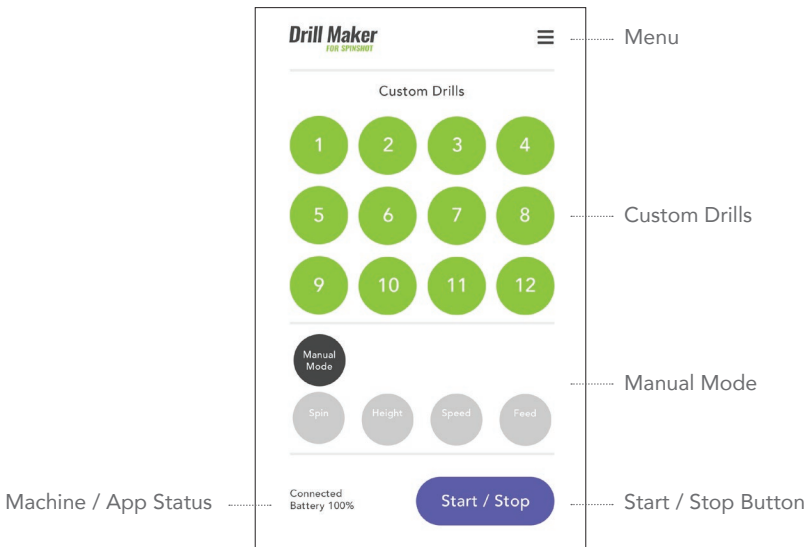 Drill Maker
FOR SPINSHOT
Menu
Custom Drills
1 2 3 4
5 6 7 8
Custom Drills
9 10 11 12
Manual
Mode
Manual Mode
Spin Height Speed Feed
Machine / App Status
Connected
Battery 100%
Start / Stop
Start / Stop Button